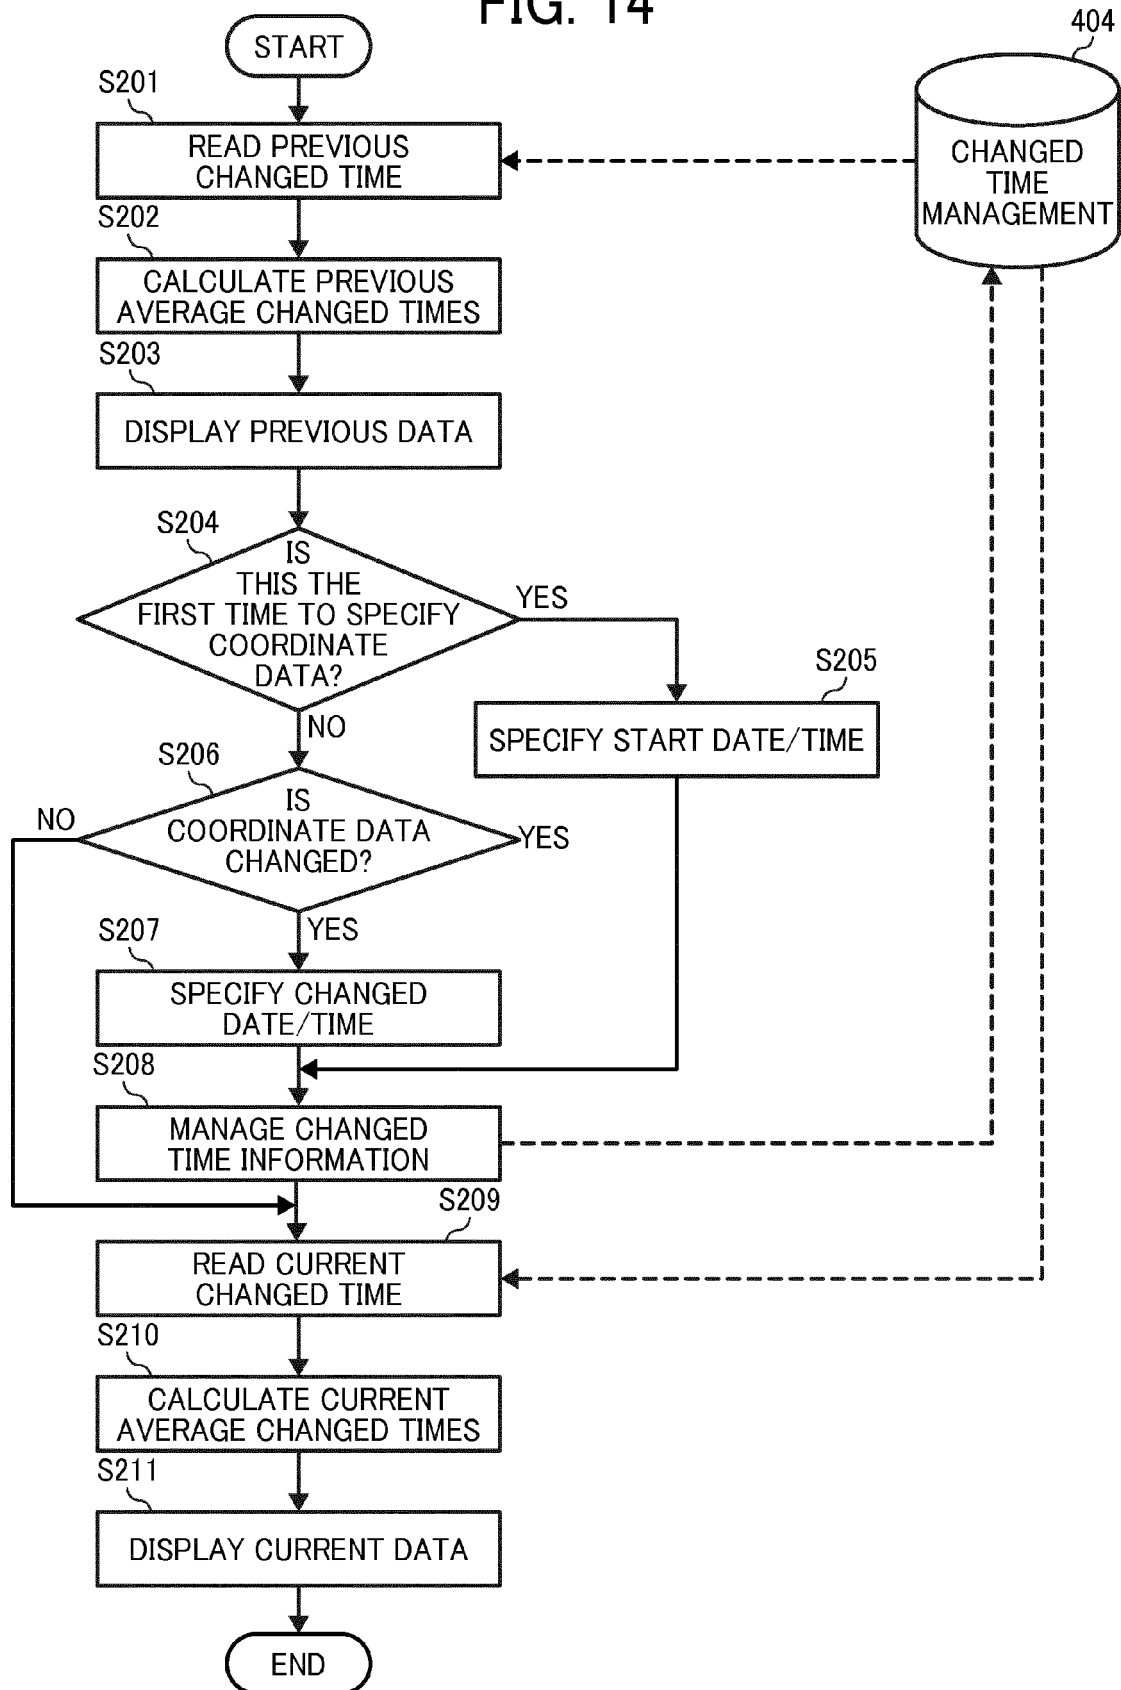 FIG. 14
START
404
S201
READ PREVIOUS
CHANGED TIME
CHANGED
TIME
MANAGEMENT
S202
CALCULATE PREVIOUS
AVERAGE CHANGED TIMES
S203
DISPLAY PREVIOUS DATA
S204
IS
THIS THE
FIRST TIME TO SPECIFY
COORDINATE
DATA?
YES
S205
SPECIFY START DATE/TIME
NO
S206
IS
COORDINATE DATA
CHANGED?
NO
YES
YES
S207
SPECIFY CHANGED
DATE/TIME
S208
MANAGE CHANGED
TIME INFORMATION
S209
READ CURRENT
CHANGED TIME
S210
CALCULATE CURRENT
AVERAGE CHANGED TIMES
S211
DISPLAY CURRENT DATA
END